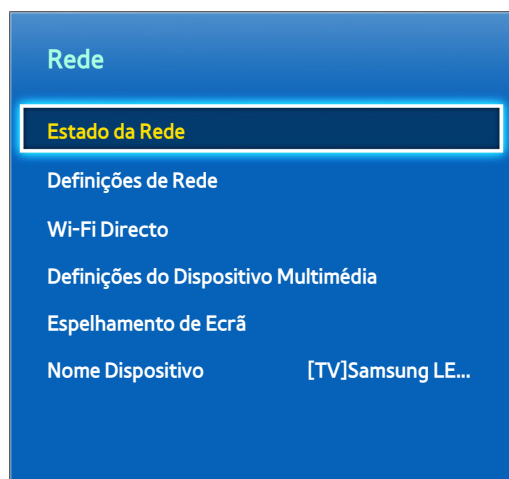 Rede
Estado da Rede
Definições de Rede
Wi-Fi Directo
Definições do Dispositivo Multimédia
Espelhamento de Ecrã
Nome Dispositivo [TV]Samsung LE...